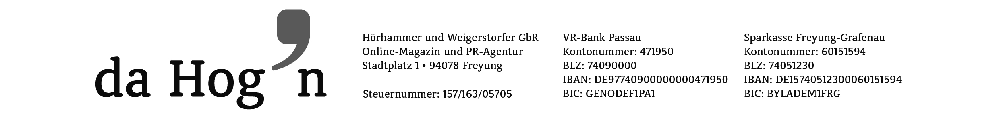 da Hog’n
Hörhammer und Weigerstorfer GbR
Online-Magazin und PR-Agentur
Stadtplatz 1 • 94078 Freyung
Steuernummer: 157/163/05705
VR-Bank Passau
Kontonummer: 471950
BLZ: 74090000
IBAN: DE97740900000000471950
BIC: GENODEF1PA1
Sparkasse Freyung-Grafenau
Kontonummer: 60151594
BLZ: 74051230
IBAN: DE15740512300060151594
BIC: BYLADEM1FRG